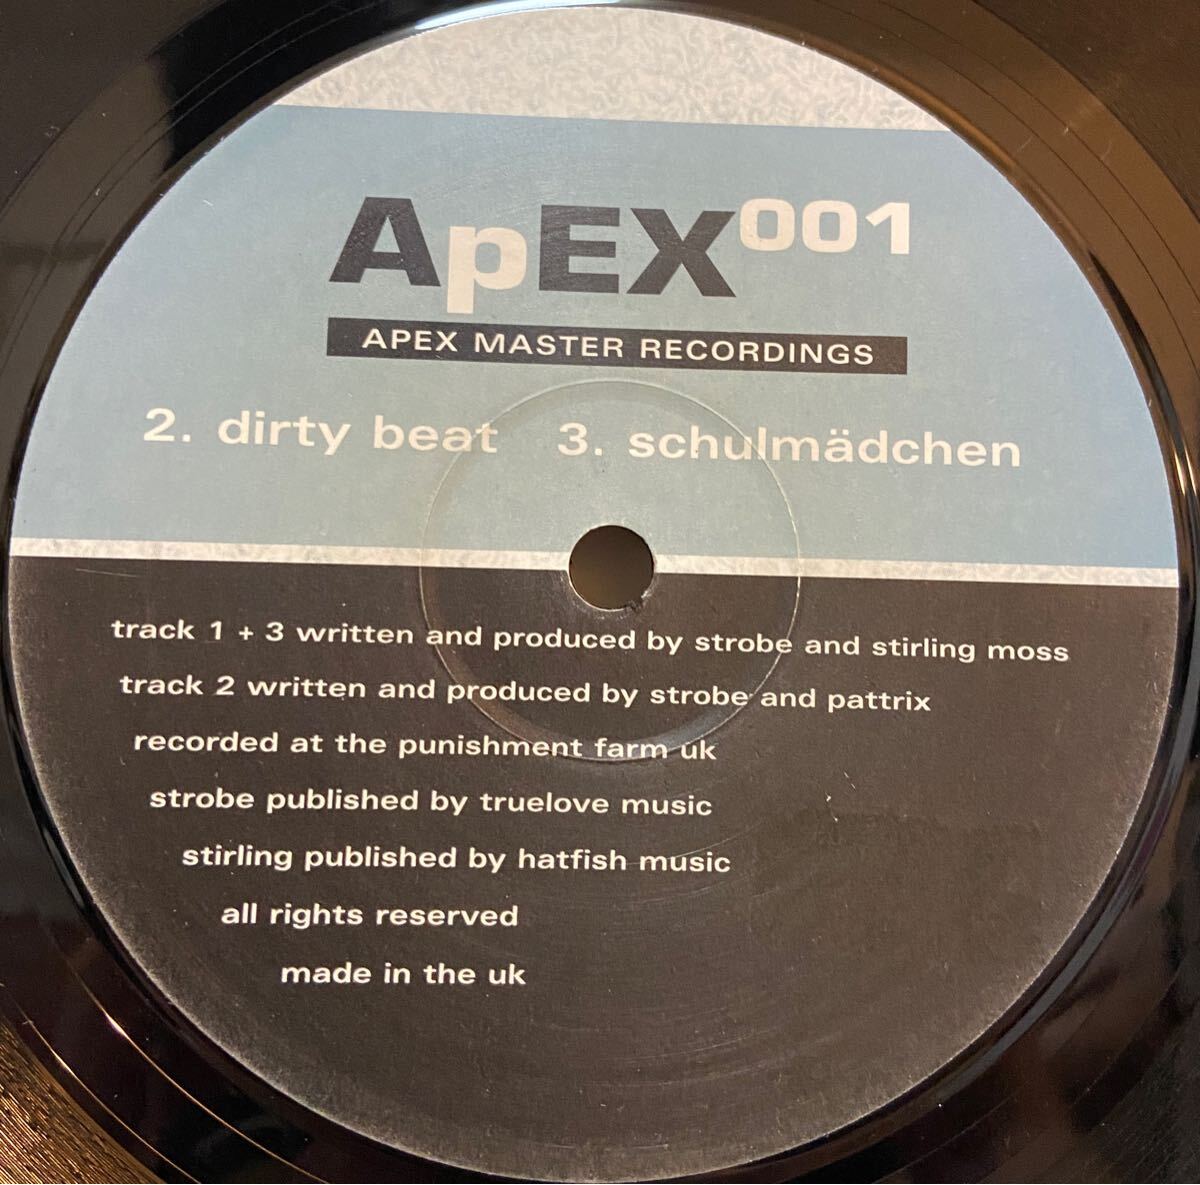 ApEX001
APEX MASTER RECORDINGS
2. dirty beat 3. schulmädchen
track 1 + 3 written and produced by strobe and stirling moss
track 2 written and produced by strobe and pattrix
recorded at the punishment farm uk
strobe published by truelove music
stirling published by hatfish music
all rights reserved
made in the uk